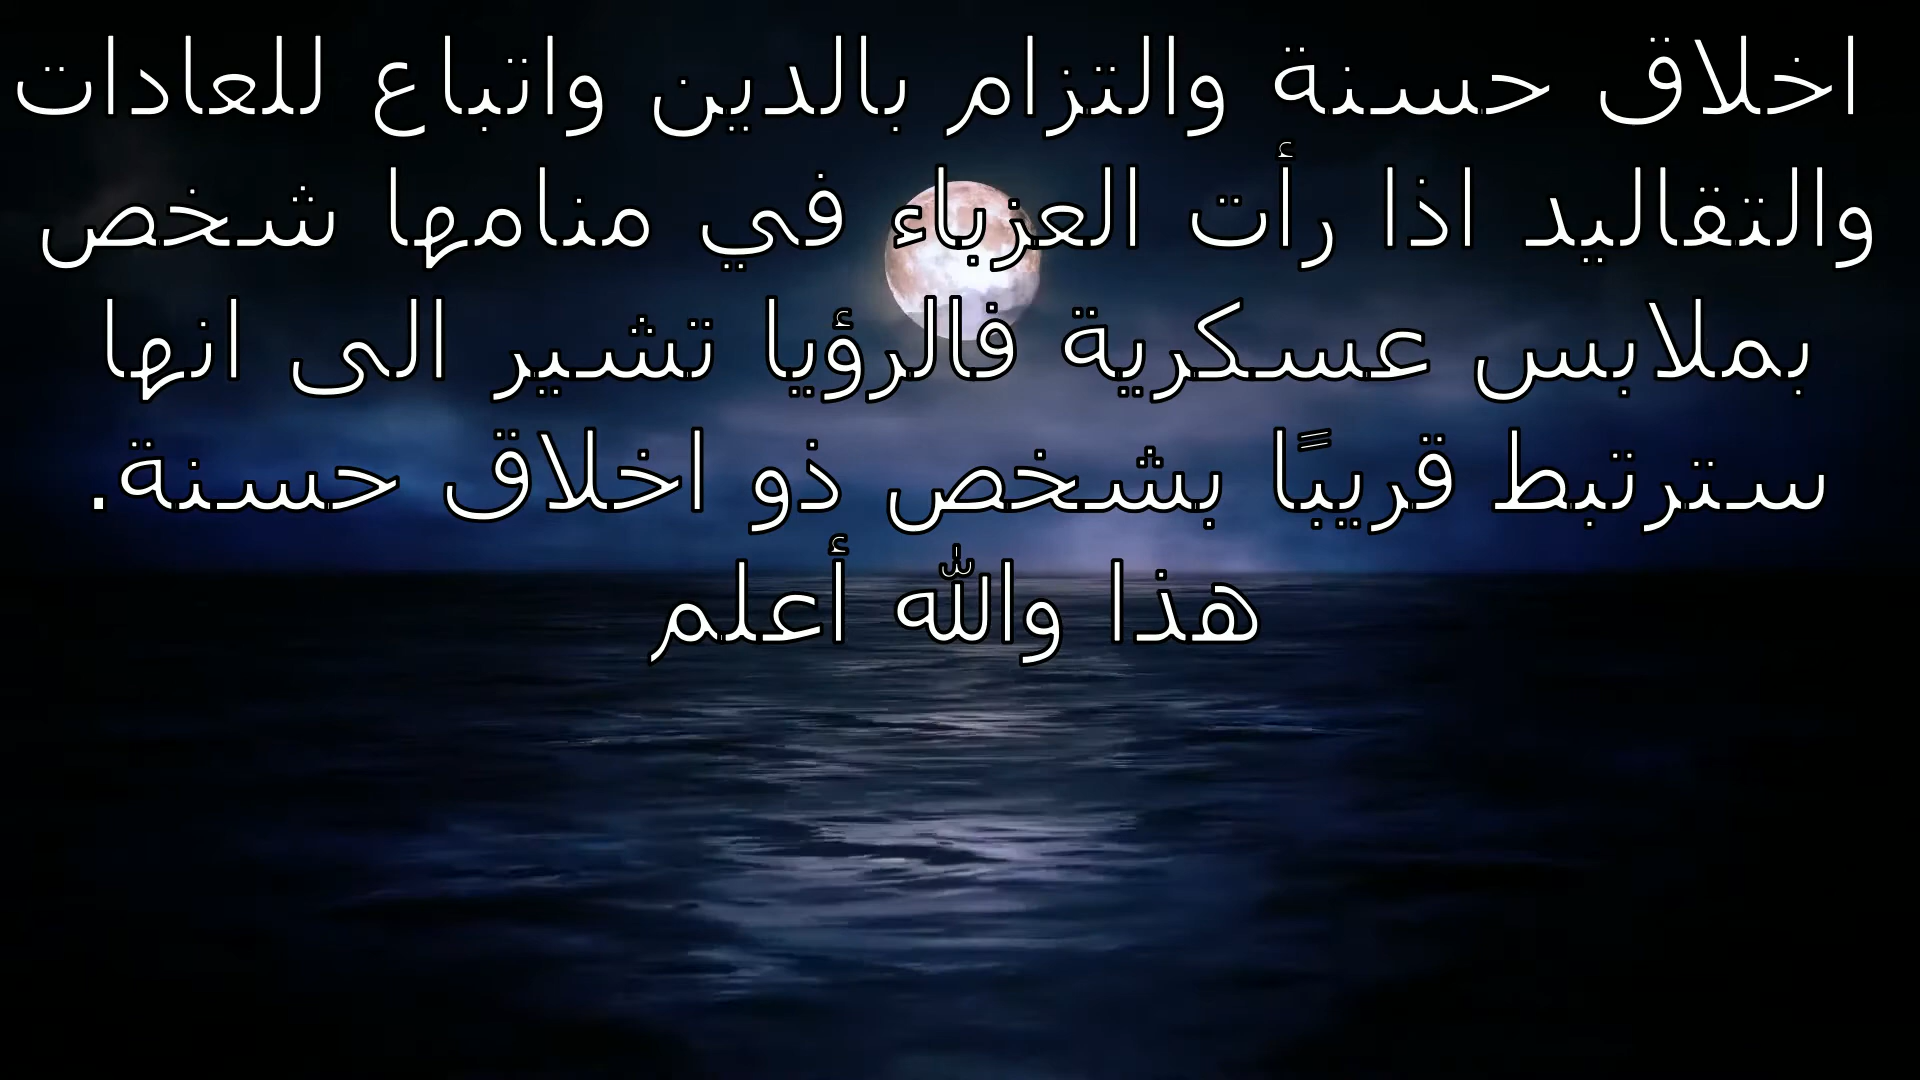 اخلاق حسنة والتزام بالدين واتباع للعادات
والتقاليد اذا رأت العزباء في منامها شخص
بملابس عسكرية فالرؤيا تشير الى انها
سترتبط قريبًا بشخص ذو اخلاق حسنة.
هذا والله أعلم